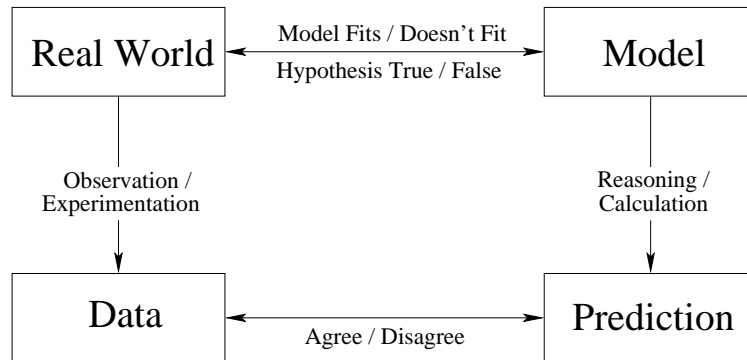 Real World
Model Fits / Doesn't Fit
Hypothesis True / False
Model
Observation /
Experimentation
Reasoning /
Calculation
Data
Agree / Disagree
Prediction